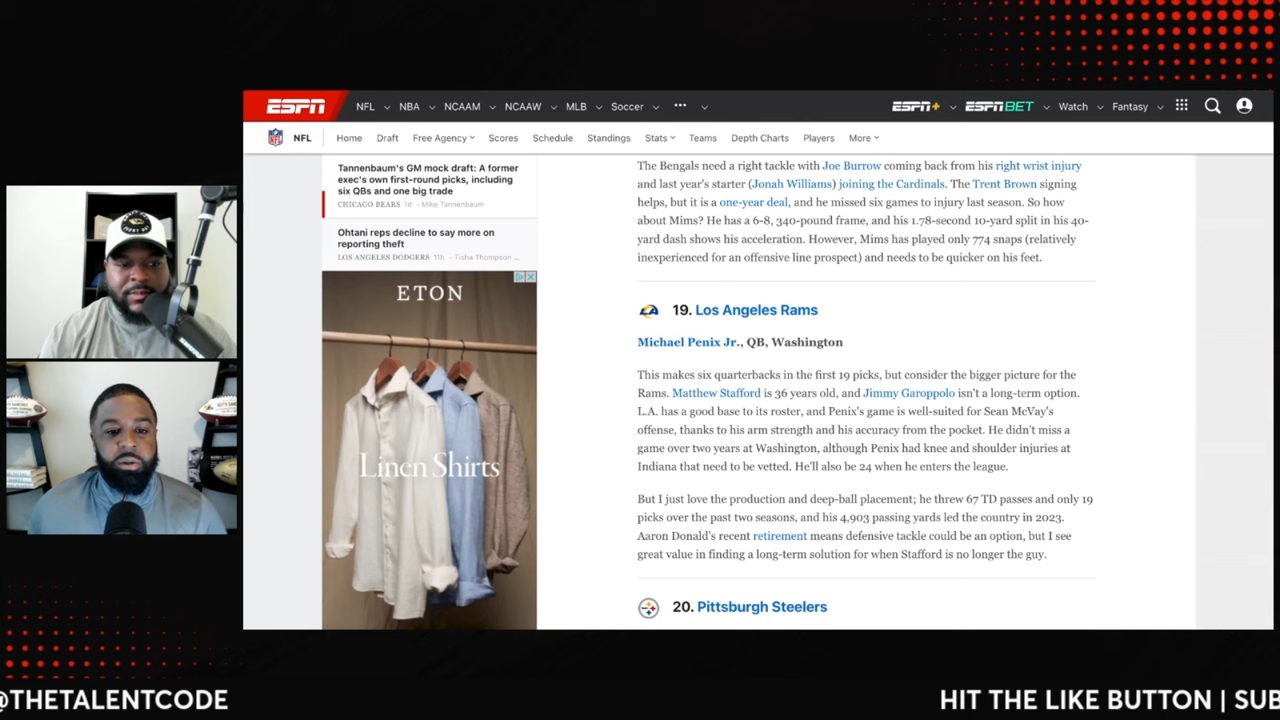 ESPN NFL NBA NCAAM NCAAW MLB Soccer ••• ESPN+ ESPN BET Watch Fantasy
NFL Home Draft Free Agency Scores Schedule Standings Stats Teams Depth Charts Players More
Tannenbaum's GM mock draft: A former
exec's own first-round picks, including
six QBs and one big trade
CHICAGO BEARS 1d - Mike Tannenbaum
Ohtani reps decline to say more on
reporting theft
LOS ANGELES DODGERS 11h - Tisha Thompson ...
ETON
Linen Shirts
The Bengals need a right tackle with Joe Burrow coming back from his right wrist injury
and last year's starter (Jonah Williams) joining the Cardinals. The Trent Brown signing
helps, but it is a one-year deal, and he missed six games to injury last season. So how
about Mims? He has a 6-8, 340-pound frame, and his 1.78-second 10-yard split in his 40-
yard dash shows his acceleration. However, Mims has played only 774 snaps (relatively
inexperienced for an offensive line prospect) and needs to be quicker on his feet.
19. Los Angeles Rams
Michael Penix Jr., QB, Washington
This makes six quarterbacks in the first 19 picks, but consider the bigger picture for the
Rams. Matthew Stafford is 36 years old, and Jimmy Garoppolo isn't a long-term option.
L.A. has a good base to its roster, and Penix's game is well-suited for Sean McVay's
offense, thanks to his arm strength and his accuracy from the pocket. He didn't miss a
game over two years at Washington, although Penix had knee and shoulder injuries at
Indiana that need to be vetted. He'll also be 24 when he enters the league.
But I just love the production and deep-ball placement; he threw 67 TD passes and only 19
picks over the past two seasons, and his 4,903 passing yards led the country in 2023.
Aaron Donald's recent retirement means defensive tackle could be an option, but I see
great value in finding a long-term solution for when Stafford is no longer the guy.
20. Pittsburgh Steelers
@THETALENTCODE
HIT THE LIKE BUTTON | SUB